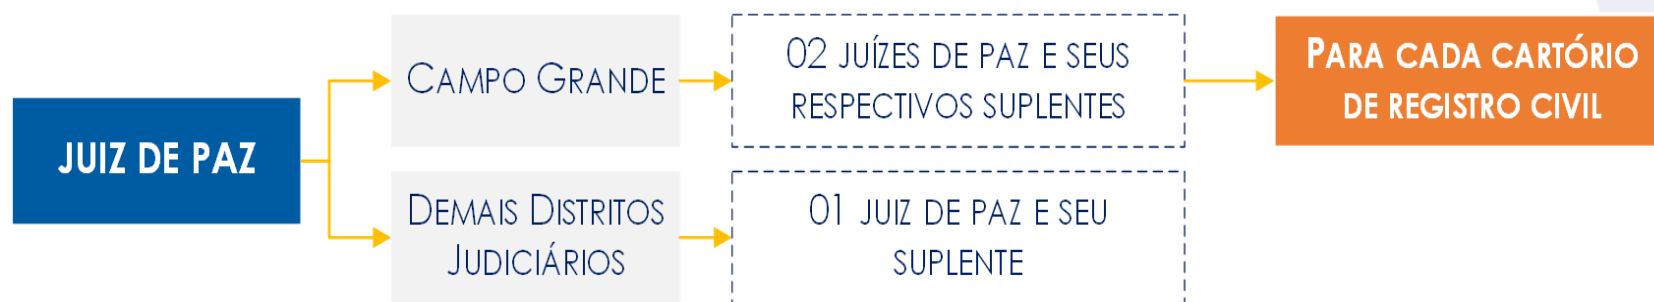 JUIZ DE PAZ
CAMPO GRANDE
02 JUÍZES DE PAZ E SEUS
RESPECTIVOS SUPLENTES
PARA CADA CARTÓRIO
DE REGISTRO CIVIL
DEMAIS DISTRITOS
JUDICIÁRIOS
01 JUIZ DE PAZ E SEU
SUPLENTE